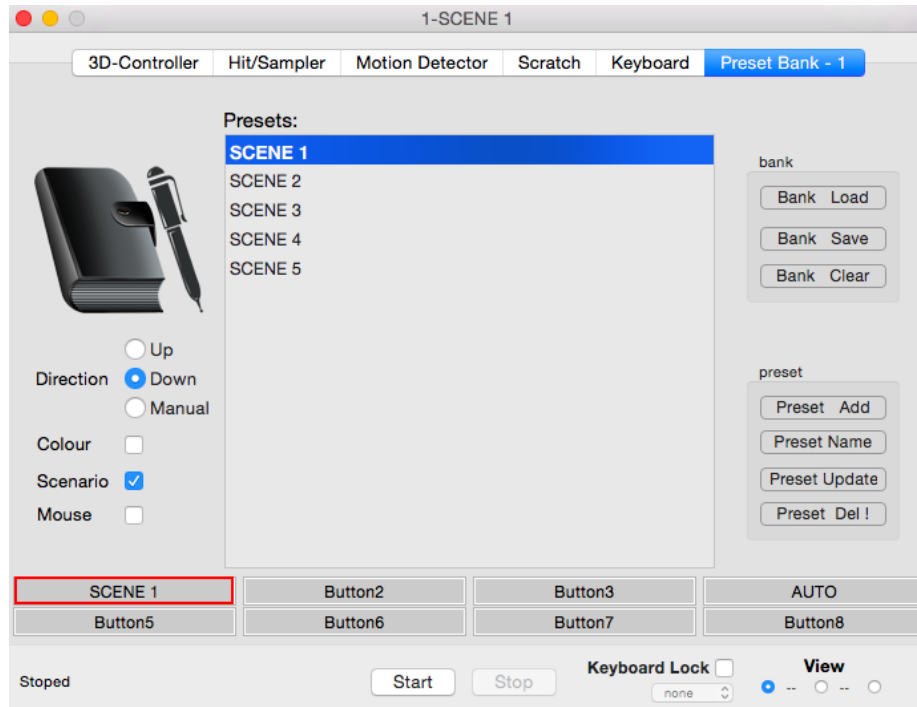 1-SCENE 1
3D-Controller Hit/Sampler Motion Detector Scratch Keyboard Preset Bank - 1
Presets:
SCENE 1
SCENE 2
SCENE 3
SCENE 4
SCENE 5
bank
Bank Load
Bank Save
Bank Clear
Up
Direction Down
Manual
Colour
Scenario
Mouse
preset
Preset Add
Preset Name
Preset Update
Preset Del !
SCENE 1 Button2 Button3 AUTO
Button5 Button6 Button7 Button8
Stoped Start Stop Keyboard Lock none View -- --